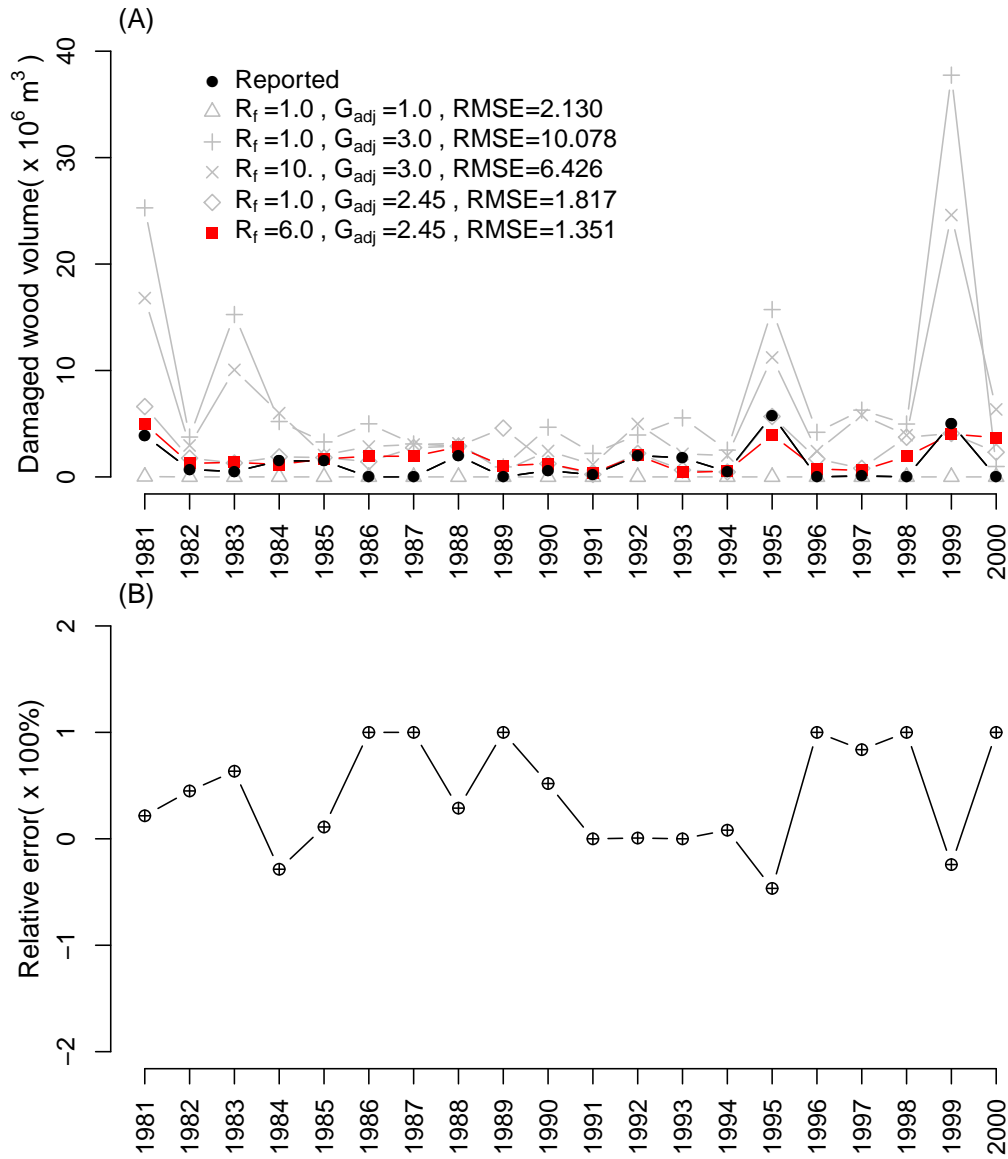 (A)
Damaged wood volume( x 10⁶ m³)
40
30
20
10
0
Reported
R_f =1.0 , G_adj =1.0 , RMSE=2.130
R_f =1.0 , G_adj =3.0 , RMSE=10.078
R_f =10. , G_adj =3.0 , RMSE=6.426
R_f =1.0 , G_adj =2.45 , RMSE=1.817
R_f =6.0 , G_adj =2.45 , RMSE=1.351
1981 1982 1983 1984 1985 1986 1987 1988 1989 1990 1991 1992 1993 1994 1995 1996 1997 1998 1999 2000
(B)
Relative error( x 100%)
2
1
0
−1
−2
1981 1982 1983 1984 1985 1986 1987 1988 1989 1990 1991 1992 1993 1994 1995 1996 1997 1998 1999 2000